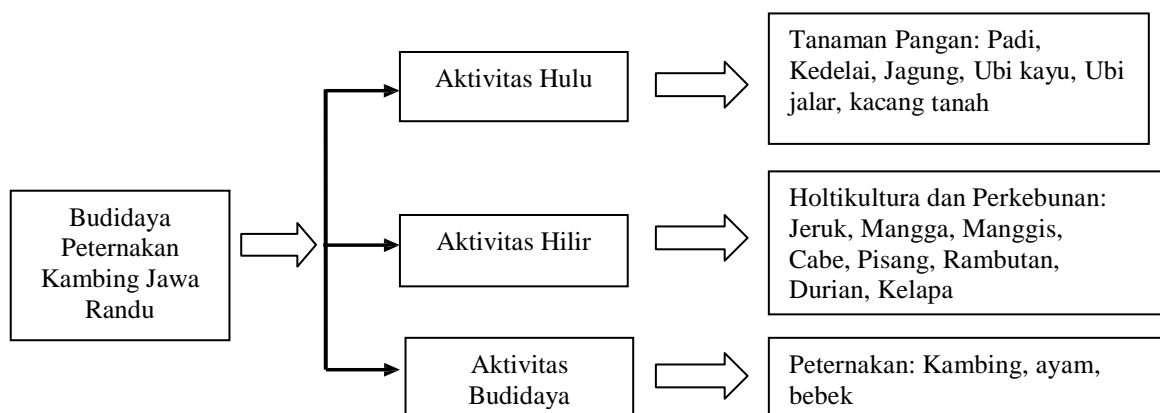 Budidaya
Peternakan
Kambing Jawa
Randu
Aktivitas Hulu
Tanaman Pangan: Padi,
Kedelai, Jagung, Ubi kayu, Ubi
jalar, kacang tanah
Aktivitas Hilir
Holtikultura dan Perkebunan:
Jeruk, Mangga, Manggis,
Cabe, Pisang, Rambutan,
Durian, Kelapa
Aktivitas
Budidaya
Peternakan: Kambing, ayam,
bebek